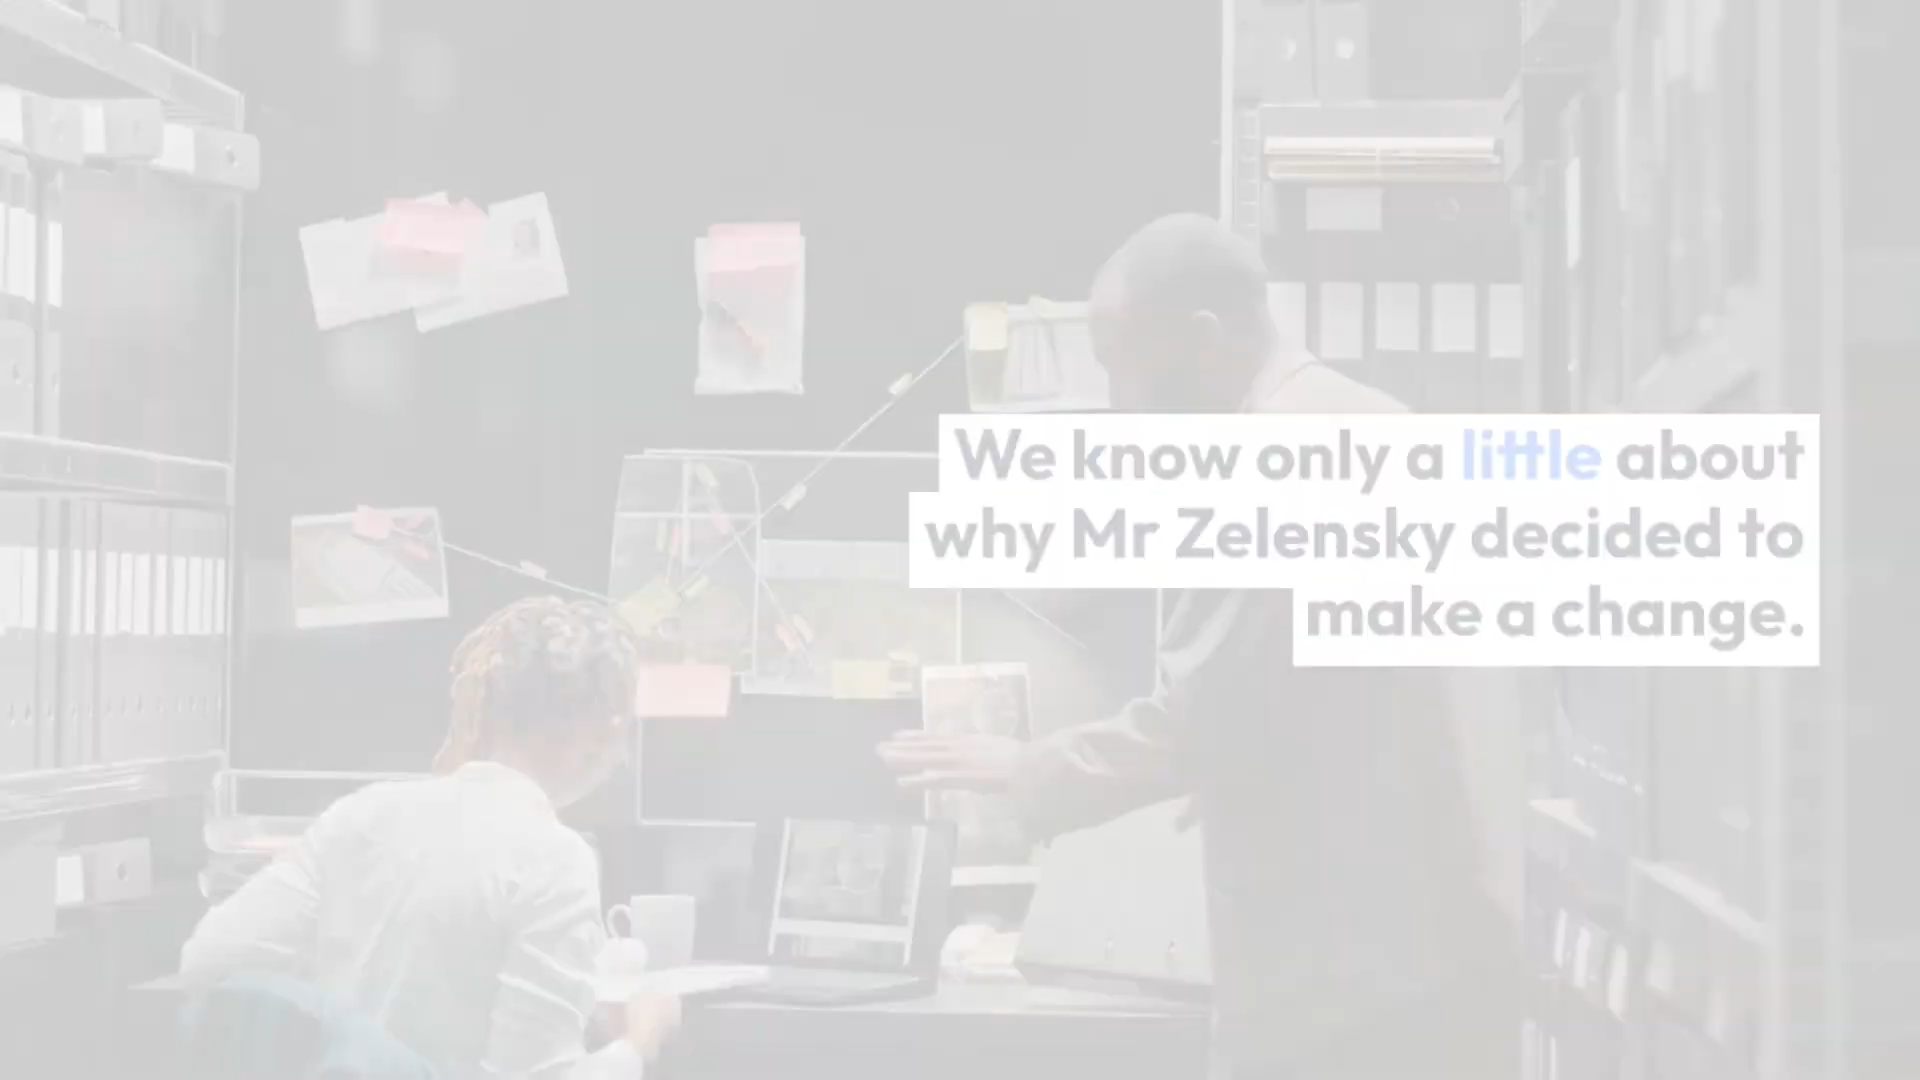 We know only a little about
why Mr Zelensky decided to
make a change.